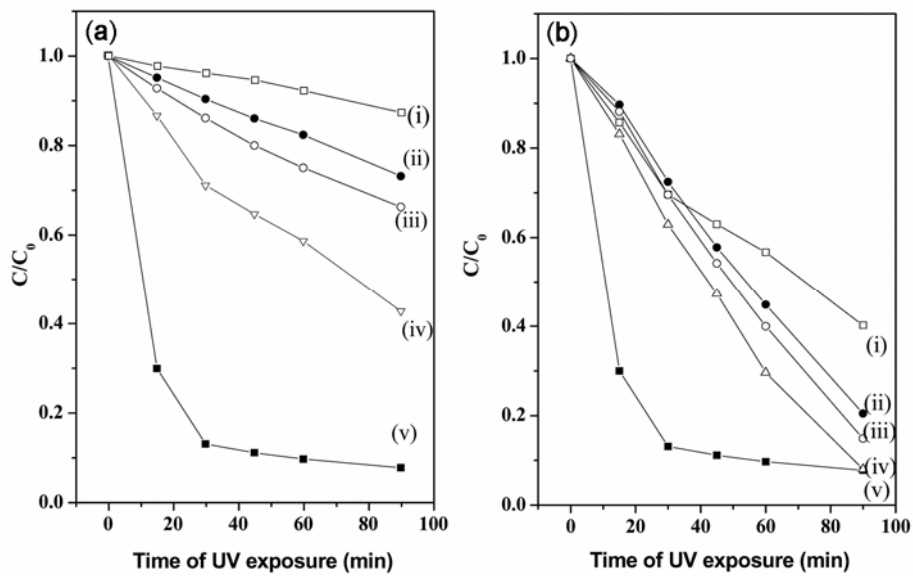 (a)
1.0
0.8
0.6
0.4
0.2
0.0
C/C0
(i)
(ii)
(iii)
(iv)
(v)
0 20 40 60 80 100
Time of UV exposure (min)
(b)
1.0
0.8
0.6
0.4
0.2
0.0
C/C0
(i)
(ii)
(iii)
(iv)
(v)
0 20 40 60 80 100
Time of UV exposure (min)